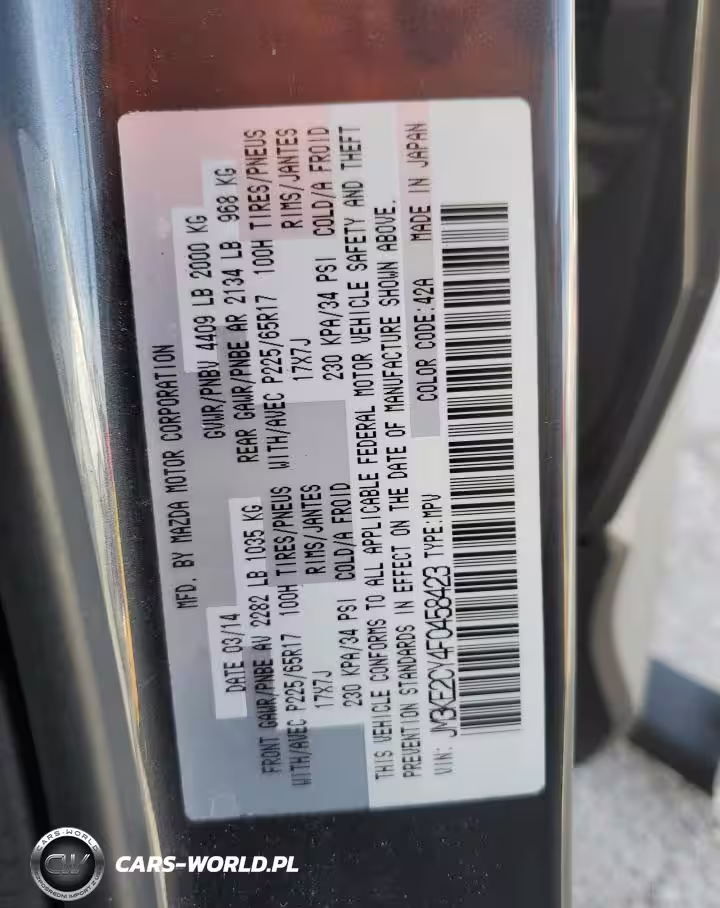 MFD. BY MAZDA MOTOR CORPORATION
DATE 03/14 GVWR/PNBV 4409 LB 2000 KG
FRONT GAWR/PNBE AV 2282 LB 1035 KG REAR GAWR/PNBE AR 2134 LB 968 KG
WITH/AVEC P225/65R17 100H TIRES/PNEUS WITH/AVEC P225/65R17 100H TIRES/PNEUS
17X7J RIMS/JANTES 17X7J RIMS/JANTES
230 KPA/34 PSI COLD/A FROID 230 KPA/34 PSI COLD/A FROID
THIS VEHICLE CONFORMS TO ALL APPLICABLE FEDERAL MOTOR VEHICLE SAFETY AND THEFT
PREVENTION STANDARDS IN EFFECT ON THE DATE OF MANUFACTURE SHOWN ABOVE.
VIN: JM3KE2CY4F0458423 TYPE:MPV COLOR CODE:42A MADE IN JAPAN
CARS-WORLD
CW
CARS-WORLD.PL